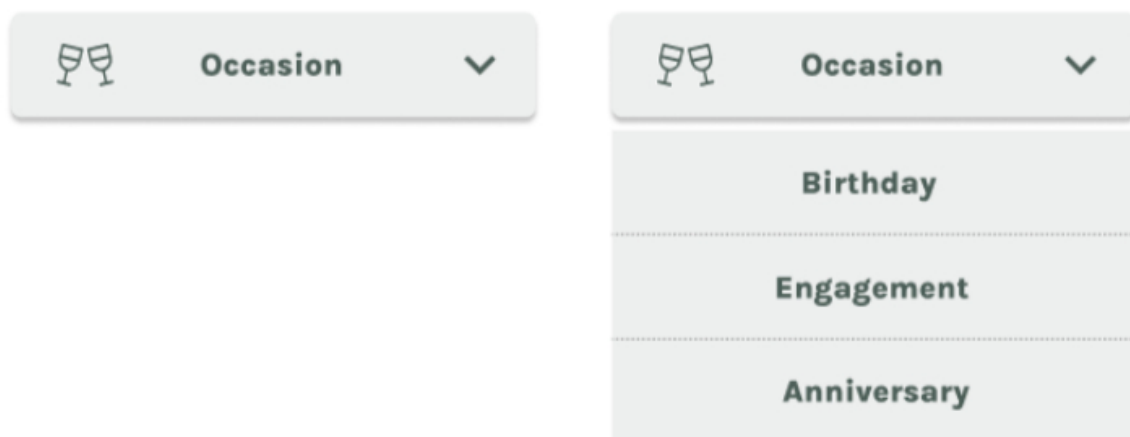 Occasion
Occasion
Birthday
Engagement
Anniversary